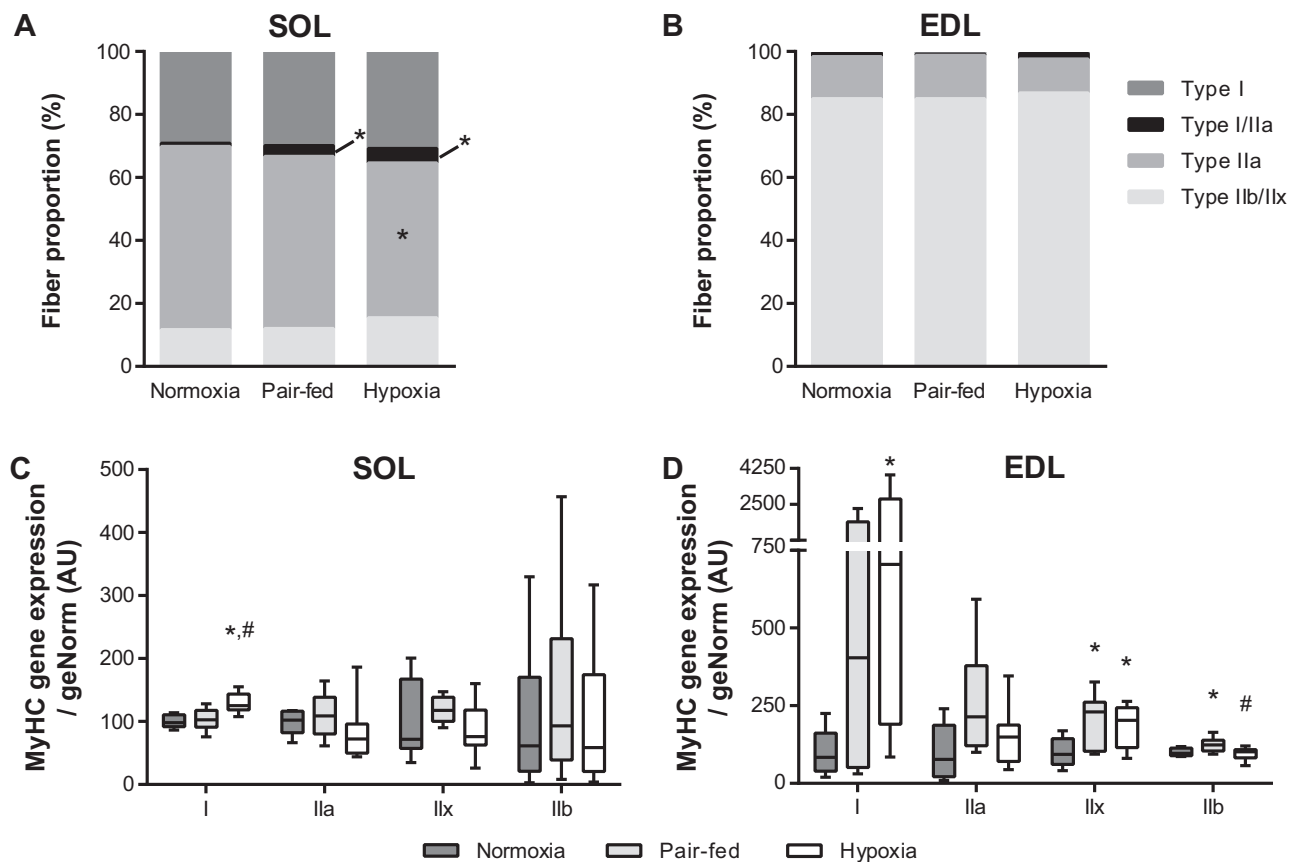 A
SOL
Fiber proportion (%)
100
80
60
40
20
0
*
*
*
Normoxia
Pair-fed
Hypoxia
B
EDL
Fiber proportion (%)
100
80
60
40
20
0
Normoxia
Pair-fed
Hypoxia
Type I
Type I/IIa
Type IIa
Type IIb/IIx
C
SOL
MyHC gene expression
/ geNorm (AU)
500
400
300
200
100
0
*,#
I
IIa
IIx
IIb
D
EDL
MyHC gene expression
/ geNorm (AU)
4250
2500
750
500
250
0
*
*
*
*
#
I
IIa
IIx
IIb
Normoxia
Pair-fed
Hypoxia